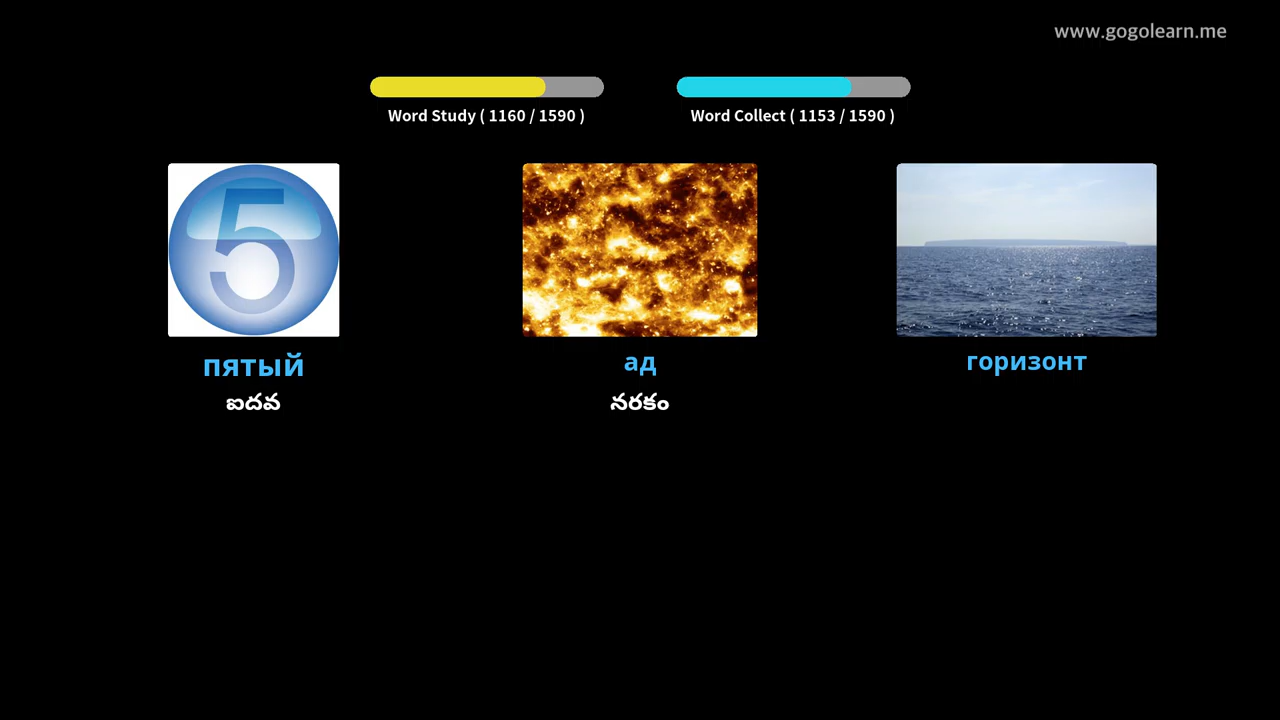 www.gogolearn.me
Word Study ( 1160 / 1590 )
Word Collect ( 1153 / 1590 )
5
пятый
ад
горизонт
ఐదవ
నరకం